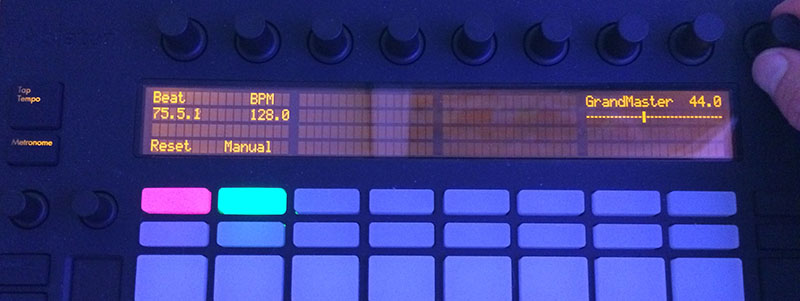 Tap
Tempo
Metronome
Beat BPM GrandMaster 44.0
75.5.1 128.0
Reset Manual